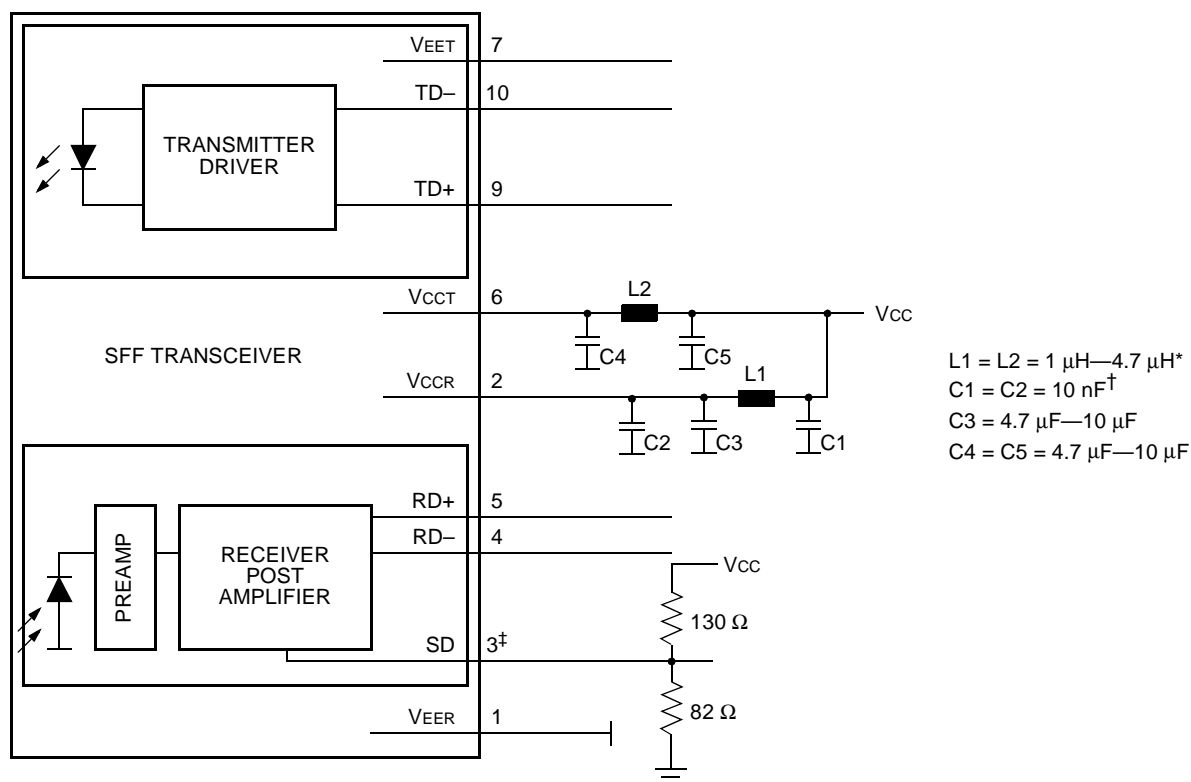 VEET 7
TD– 10
TRANSMITTER
DRIVER
TD+ 9
VCCT 6
L2
VCC
C4
C5
SFF TRANSCEIVER
VCCR 2
L1
C2
C3
C1
L1 = L2 = 1 μH—4.7 μH*
C1 = C2 = 10 nF†
C3 = 4.7 μF—10 μF
C4 = C5 = 4.7 μF—10 μF
RD+ 5
RD– 4
PREAMP
RECEIVER
POST
AMPLIFIER
VCC
130 Ω
SD 3‡
82 Ω
VEER 1